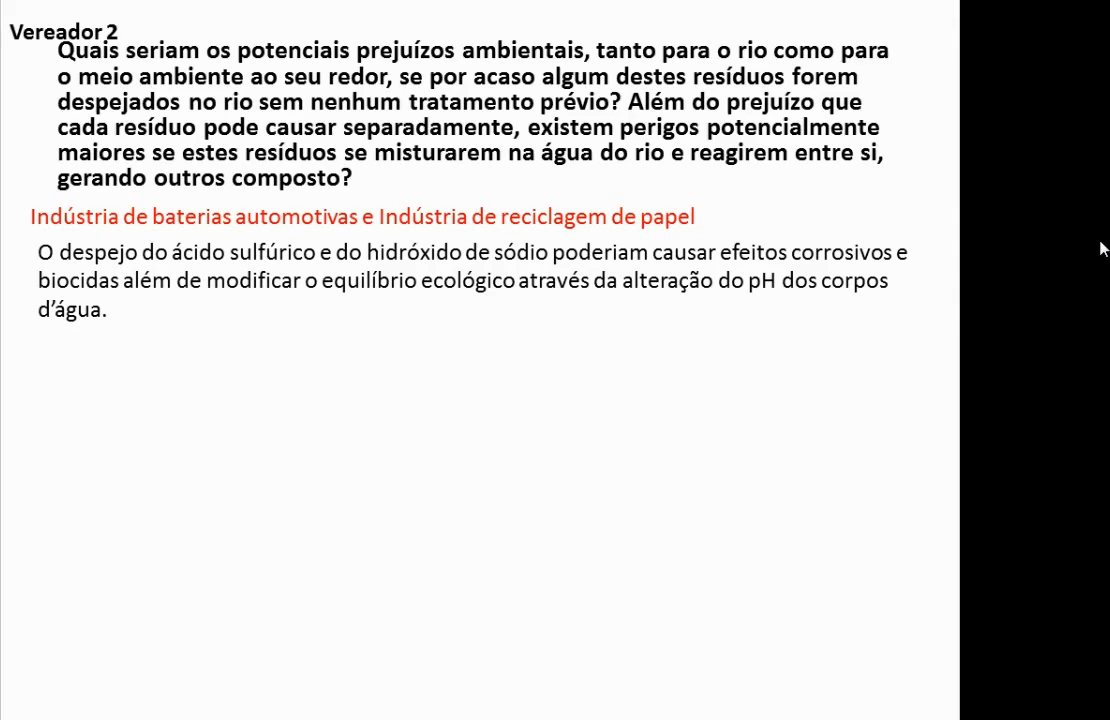 Vereador 2
Quais seriam os potenciais prejuízos ambientais, tanto para o rio como para
o meio ambiente ao seu redor, se por acaso algum destes resíduos forem
despejados no rio sem nenhum tratamento prévio? Além do prejuízo que
cada resíduo pode causar separadamente, existem perigos potencialmente
maiores se estes resíduos se misturarem na água do rio e reagirem entre si,
gerando outros composto?
Indústria de baterias automotivas e Indústria de reciclagem de papel
O despejo do ácido sulfúrico e do hidróxido de sódio poderiam causar efeitos corrosivos e
biocidas além de modificar o equilíbrio ecológico através da alteração do pH dos corpos
d’água.